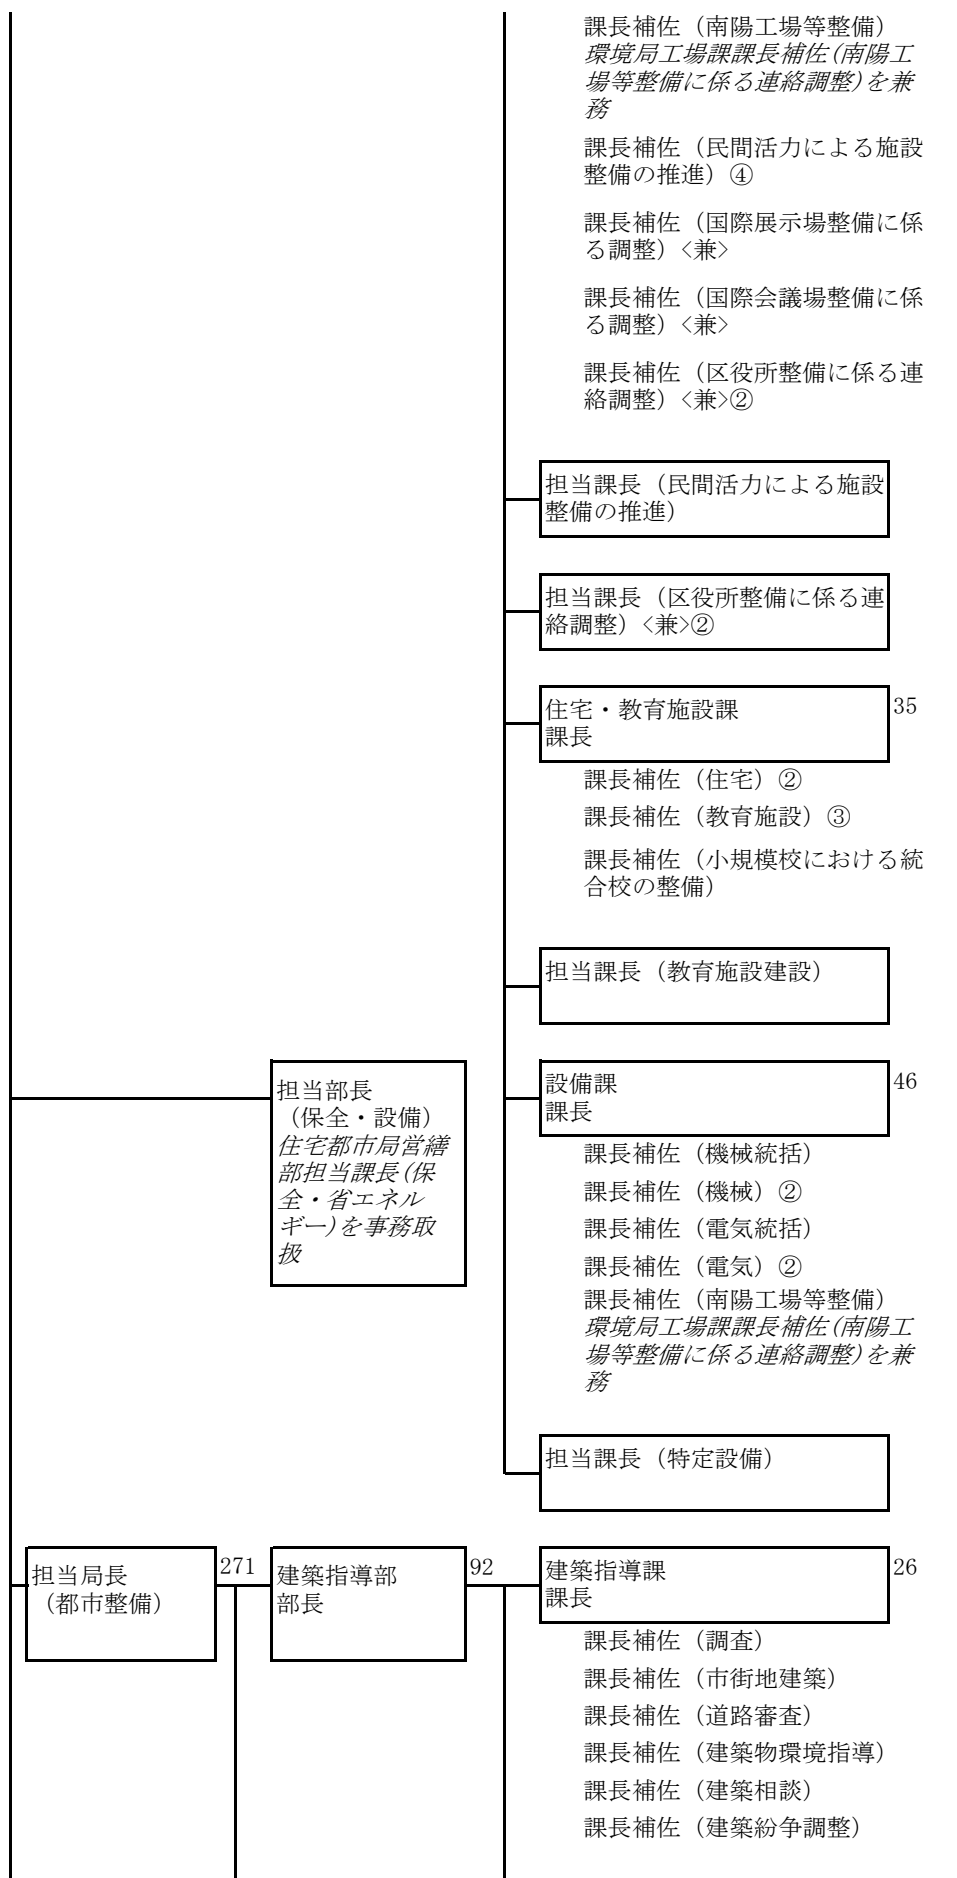 課長補佐（南陽工場等整備）
環境局工場課課長補佐(南陽工
場等整備に係る連絡調整)を兼
務
課長補佐（民間活力による施設
整備の推進）④
課長補佐（国際展示場整備に係
る調整）<兼>
課長補佐（国際会議場整備に係
る調整）<兼>
課長補佐（区役所整備に係る連
絡調整）<兼>②
担当課長（民間活力による施設
整備の推進）
担当課長（区役所整備に係る連
絡調整）<兼>②
住宅・教育施設課
課長
35
課長補佐（住宅）②
課長補佐（教育施設）③
課長補佐（小規模校における統
合校の整備）
担当課長（教育施設建設）
担当部長
（保全・設備）
住宅都市局営繕
部担当課長(保
全・省エネル
ギー)を事務取
扱
設備課
課長
46
課長補佐（機械統括）
課長補佐（機械）②
課長補佐（電気統括）
課長補佐（電気）②
課長補佐（南陽工場等整備）
環境局工場課課長補佐(南陽工
場等整備に係る連絡調整)を兼
務
担当課長（特定設備）
担当局長
（都市整備）
271
建築指導部
部長
92
建築指導課
課長
26
課長補佐（調査）
課長補佐（市街地建築）
課長補佐（道路審査）
課長補佐（建築物環境指導）
課長補佐（建築相談）
課長補佐（建築紛争調整）